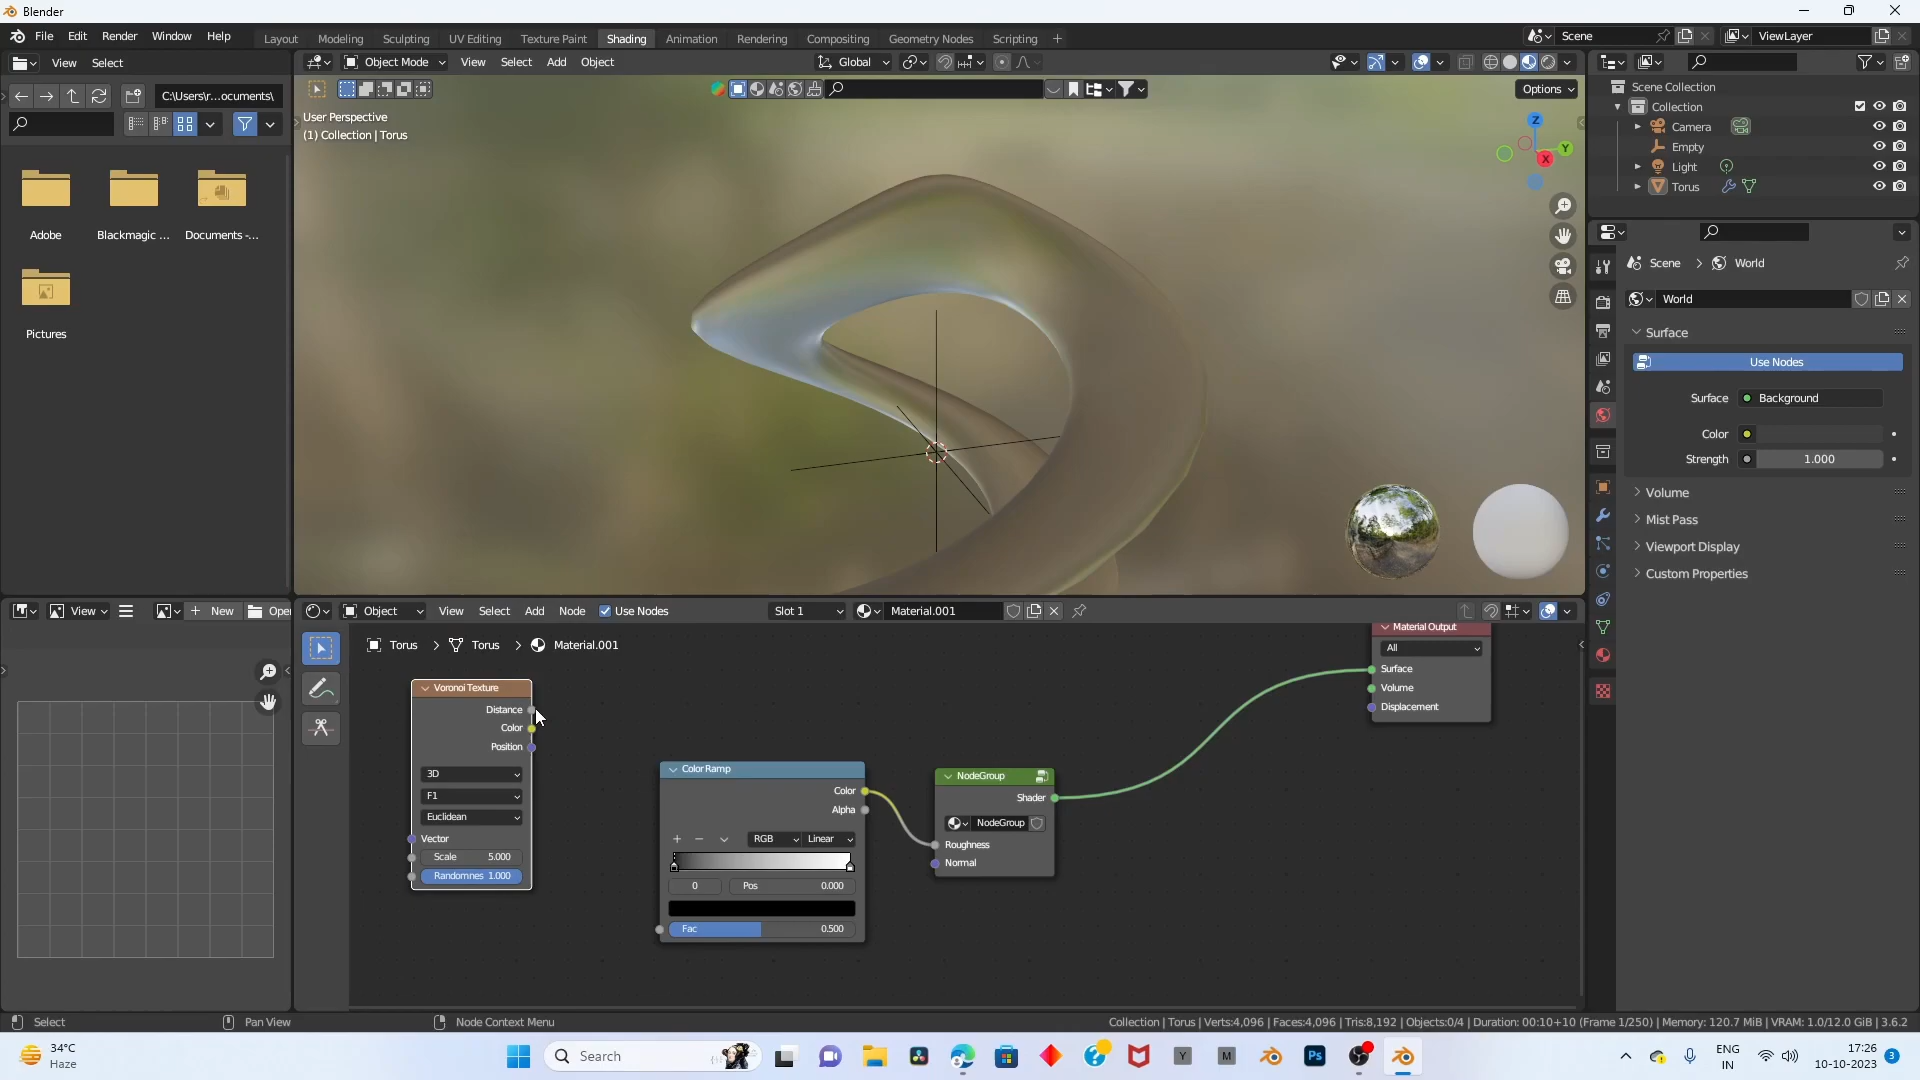 Blender
File Edit Render Window Help
Layout Modeling Sculpting UV Editing Texture Paint Shading Animation Rendering Compositing Geometry Nodes Scripting +
Scene
ViewLayer
View Select
Object Mode View Select Add Object
Global
C:\Users\r...ocuments\
Options
User Perspective
(1) Collection | Torus
Z
Y
X
Adobe
Blackmagic ...
Documents -...
Pictures
Scene Collection
Collection
Camera
Empty
Light
Torus
Scene > World
World
Surface
Use Nodes
Surface Background
Color
Strength 1.000
Volume
Mist Pass
Viewport Display
Custom Properties
View + New Open
Object View Select Add Node Use Nodes
Slot 1
Material.001
Torus > Torus > Material.001
Voronoi Texture
Distance
Color
Position
3D
F1
Euclidean
Vector
Scale 5.000
Randomnes 1.000
Color Ramp
Color
Alpha
+ − RGB Linear
0 Pos 0.000
Fac 0.500
NodeGroup
Shader
NodeGroup
Roughness
Normal
Material Output
All
Surface
Volume
Displacement
Select
Pan View
Node Context Menu
Collection | Torus | Verts:4,096 | Faces:4,096 | Tris:8,192 | Objects:0/4 | Duration: 00:10+10 (Frame 1/250) | Memory: 120.7 MiB | VRAM: 1.0/12.0 GiB | 3.6.2
34°C
Haze
Search
Y
M
Ps
ENG
IN
17:26
10-10-2023
3